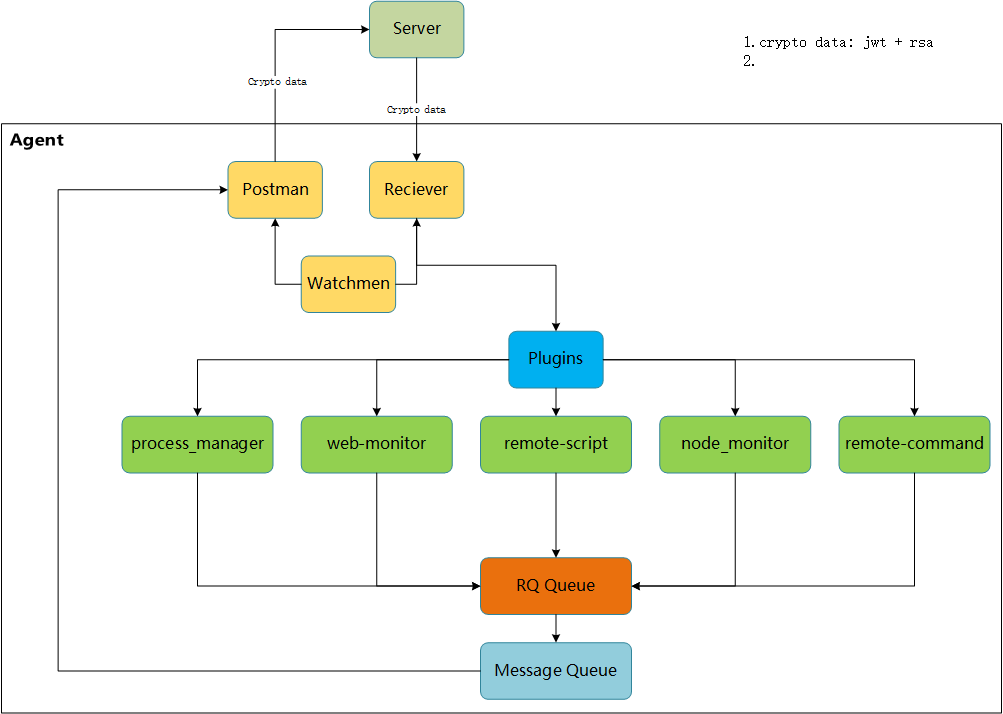 Server
1.crypto data: jwt + rsa
2.
Crypto data
Crypto data
Agent
Postman
Reciever
Watchmen
Plugins
process_manager
web-monitor
remote-script
node_monitor
remote-command
RQ Queue
Message Queue